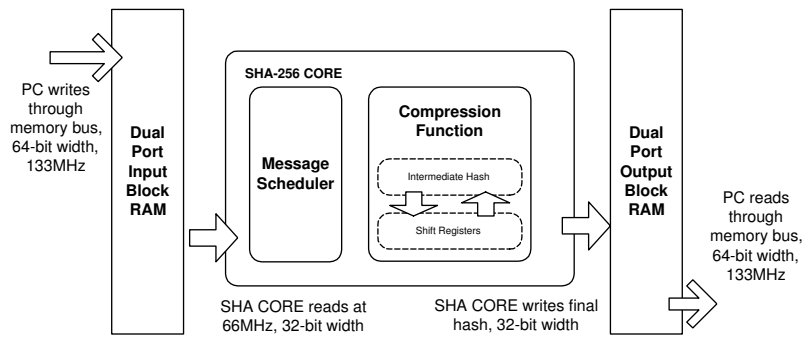 PC writes
through
memory bus,
64-bit width,
133MHz
Dual
Port
Input
Block
RAM
SHA-256 CORE
Message
Scheduler
Compression
Function
Intermediate Hash
Shift Registers
SHA CORE reads at
66MHz, 32-bit width
SHA CORE writes final
hash, 32-bit width
Dual
Port
Output
Block
RAM
PC reads
through
memory bus,
64-bit width,
133MHz